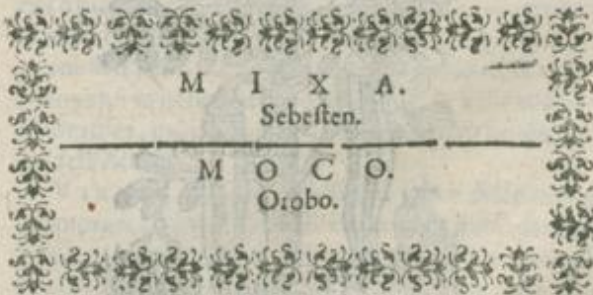 M I X A.
Sebeſten.
M O C O.
Orobo.